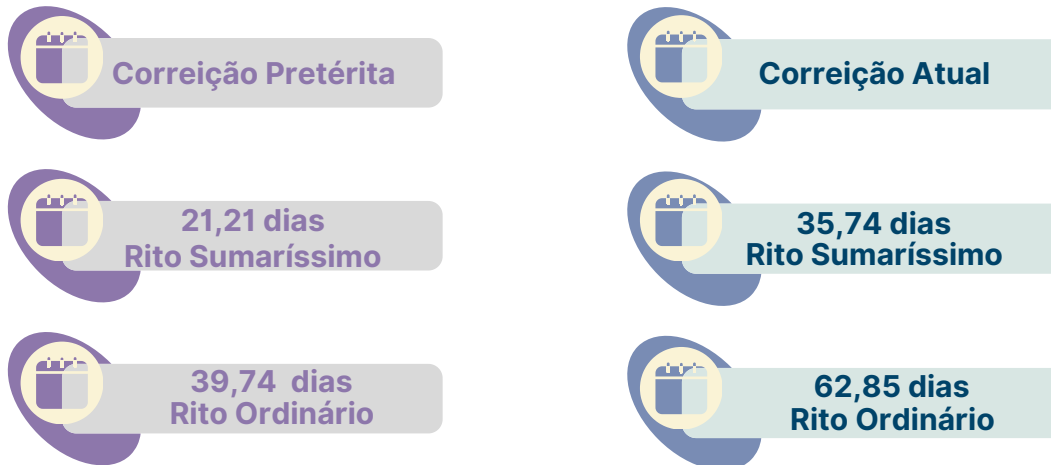 Correição Pretérita
21,21 dias
Rito Sumaríssimo
39,74 dias
Rito Ordinário
Correição Atual
35,74 dias
Rito Sumaríssimo
62,85 dias
Rito Ordinário